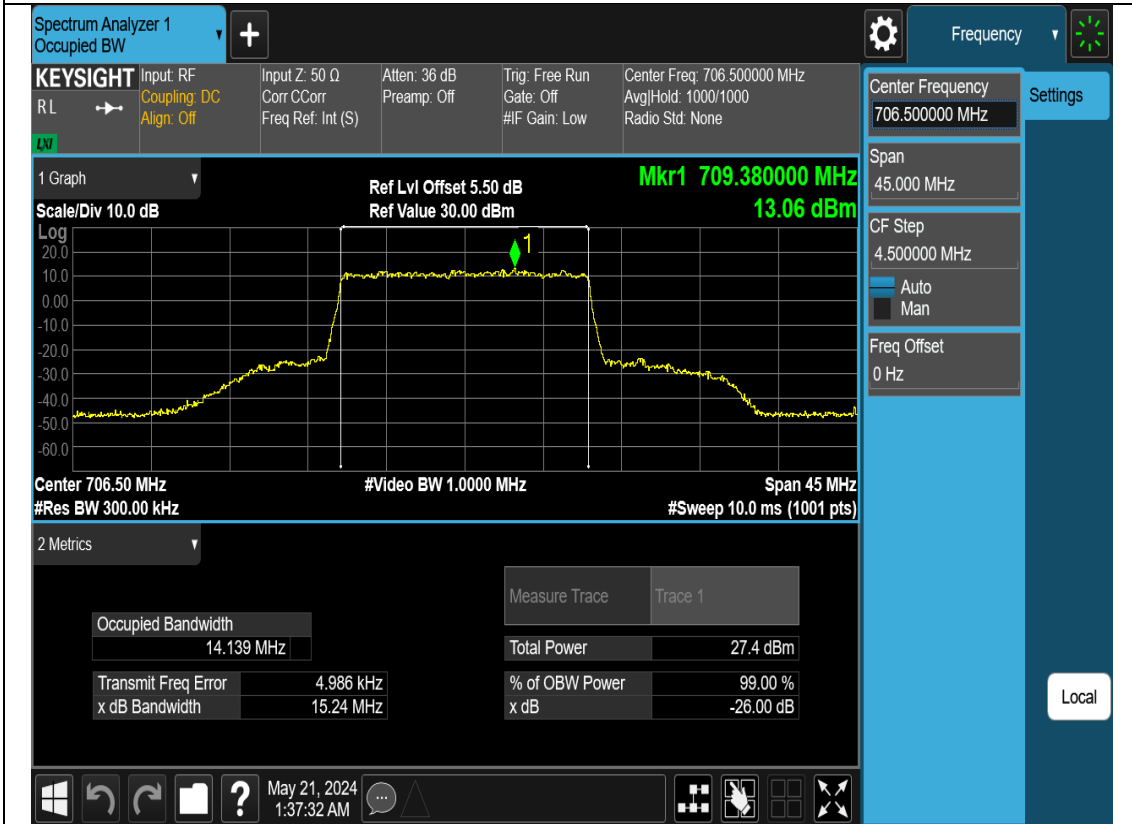 Spectrum Analyzer 1
Occupied BW
Frequency
KEYSIGHT
RL
LXI
Input: RF
Coupling: DC
Align: Off
Input Z: 50 Ω
Corr CCorr
Freq Ref: Int (S)
Atten: 36 dB
Preamp: Off
Trig: Free Run
Gate: Off
#IF Gain: Low
Center Freq: 706.500000 MHz
Avg|Hold: 1000/1000
Radio Std: None
Center Frequency
706.500000 MHz
Settings
Span
45.000 MHz
CF Step
4.500000 MHz
Auto
Man
Freq Offset
0 Hz
Local
1 Graph
Scale/Div 10.0 dB
Ref Lvl Offset 5.50 dB
Ref Value 30.00 dBm
Mkr1 709.380000 MHz
13.06 dBm
Log
1
20.0
10.0
0.00
-10.0
-20.0
-30.0
-40.0
-50.0
-60.0
Center 706.50 MHz
#Video BW 1.0000 MHz
Span 45 MHz
#Res BW 300.00 kHz
#Sweep 10.0 ms (1001 pts)
2 Metrics
Measure Trace Trace 1
Occupied Bandwidth
14.139 MHz
Total Power 27.4 dBm
Transmit Freq Error 4.986 kHz
% of OBW Power 99.00 %
x dB Bandwidth 15.24 MHz
x dB -26.00 dB
?
May 21, 2024
1:37:32 AM